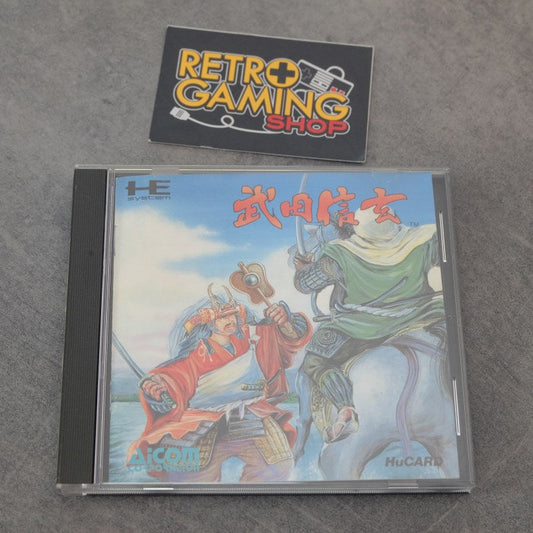 RETRO
GAMING
SHOP
HE
system
武田信玄
TM
AiCOM
HuCARD